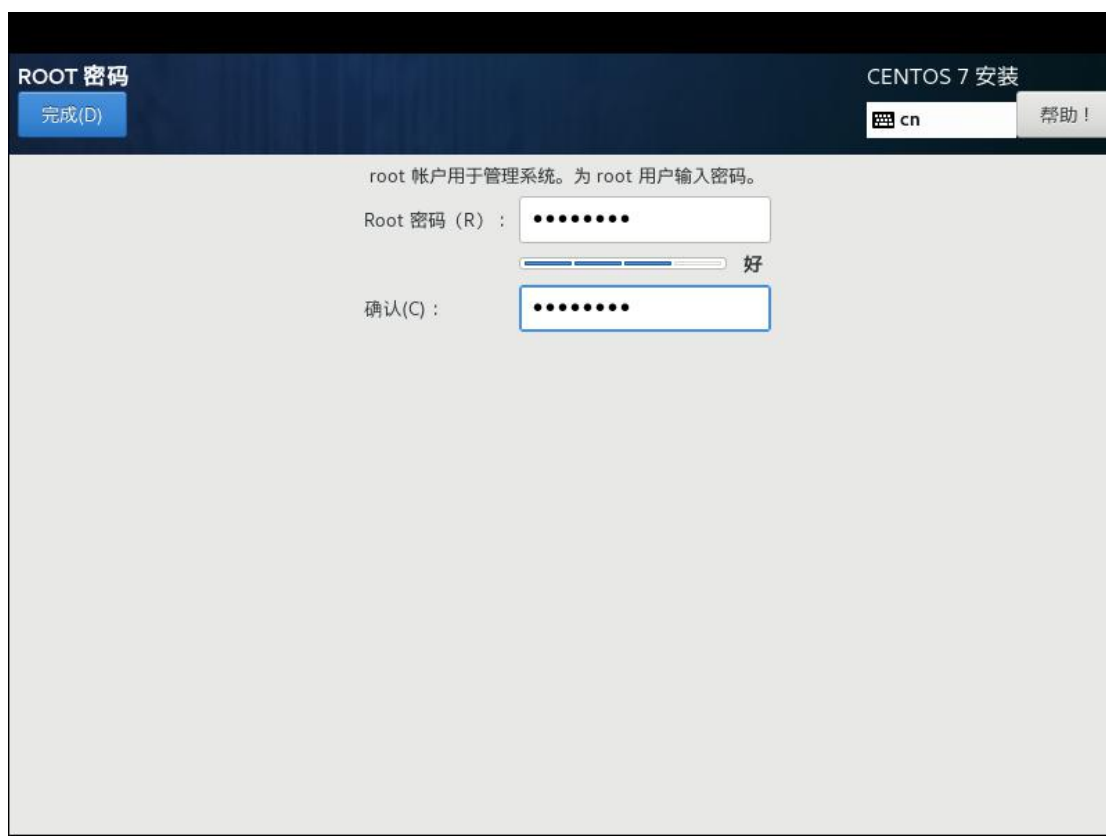 ROOT 密码
CENTOS 7 安装
完成(D)
cn
帮助！
root 帐户用于管理系统。为 root 用户输入密码。
Root 密码（R）：
●●●●●●●●
好
确认(C)：
●●●●●●●●